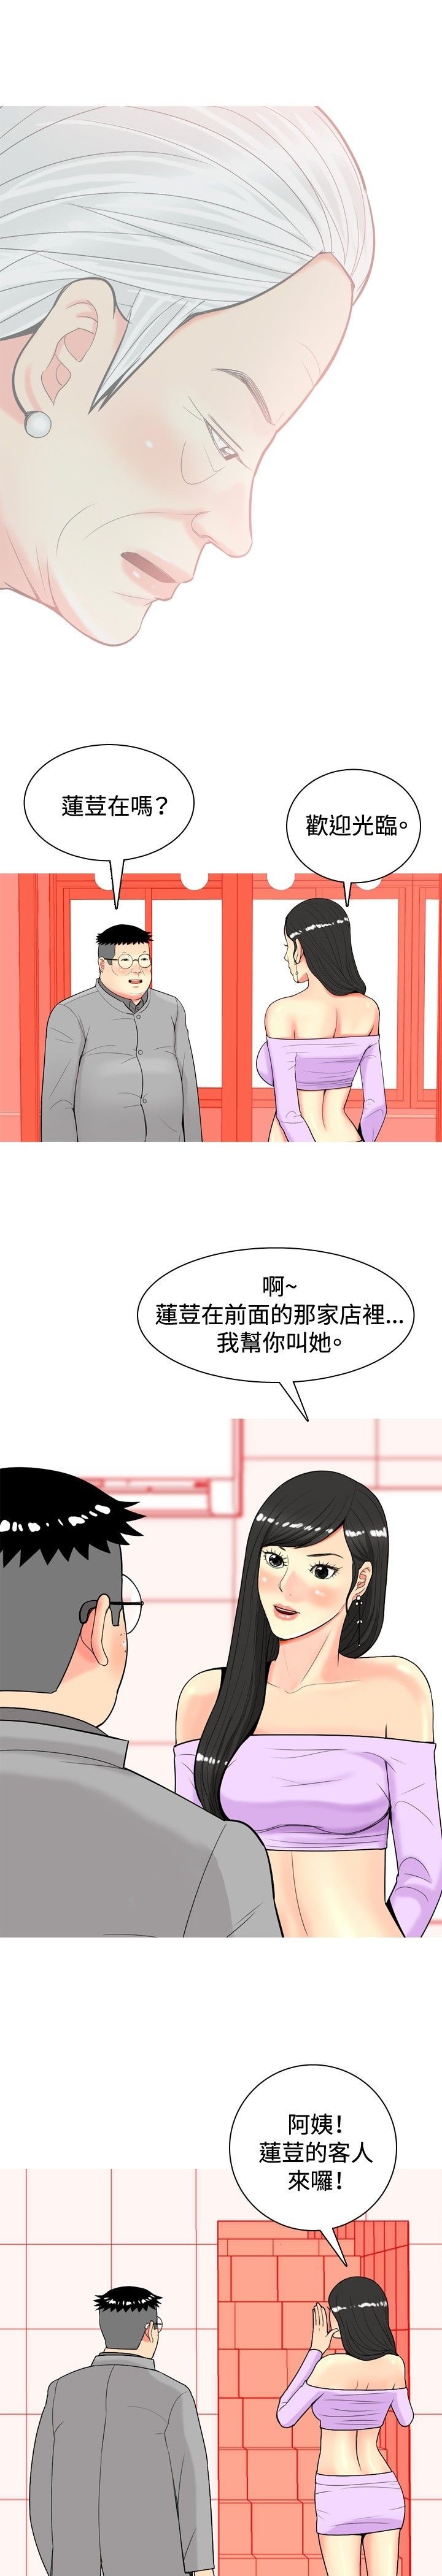 蓮荳在嗎？
歡迎光臨。
啊~
蓮荳在前面的那家店裡...
我幫你叫她。
阿姨！
蓮荳的客人
來囉！